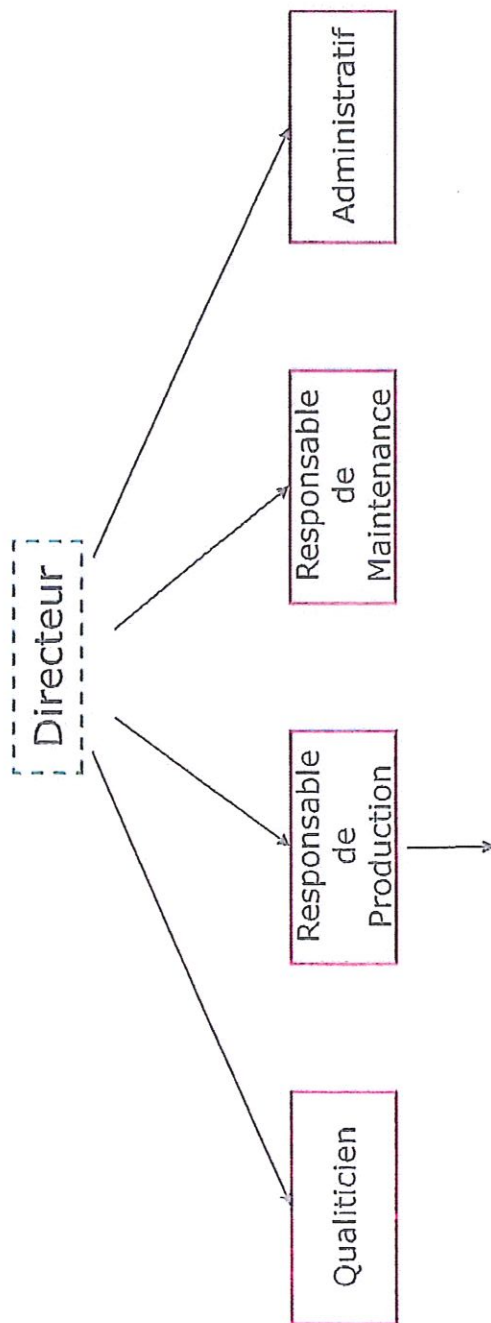 Directeur
Qualiticien
Responsable
de
Production
Responsable
de
Maintenance
Administratif